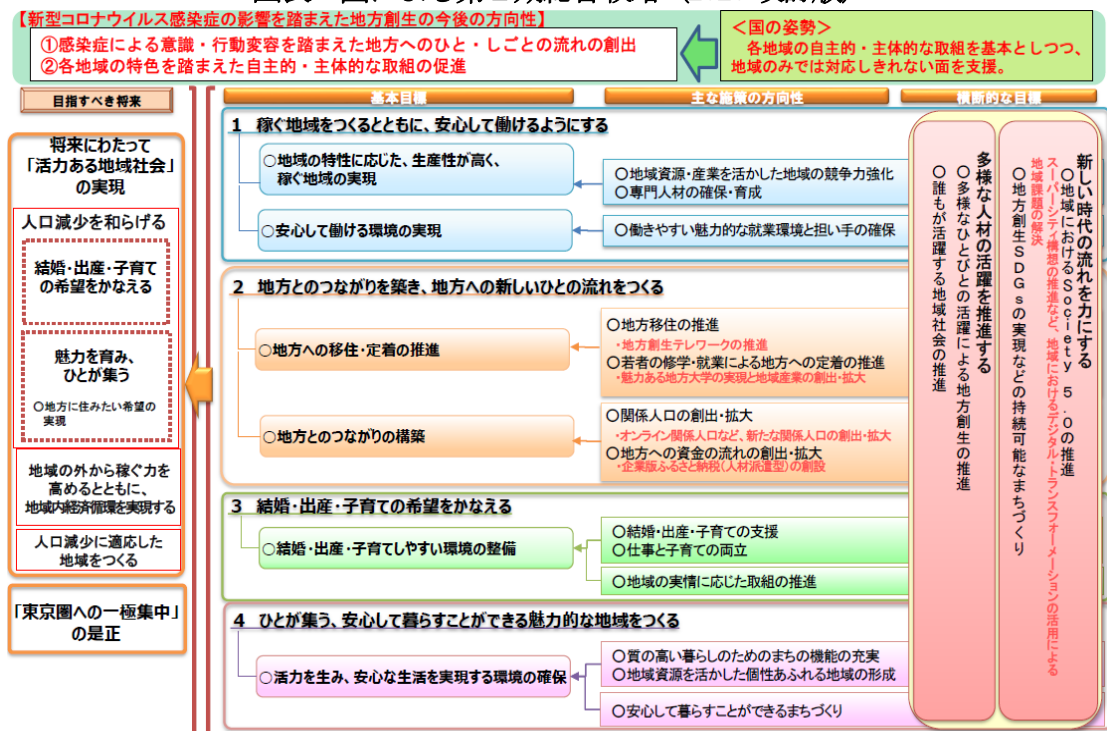 【新型コロナウイルス感染症の影響を踏まえた地方創生の今後の方向性】
①感染症による意識・行動変容を踏まえた地方へのひと・しごとの流れの創出
②各地域の特色を踏まえた自主的・主体的な取組の促進
＜国の姿勢＞
各地域の自主的・主体的な取組を基本としつつ、
地域のみでは対応しきれない面を支援。
目指すべき将来
将来にわたって
「活力ある地域社会」
の実現
人口減少を和らげる
結婚・出産・子育て
の希望をかなえる
魅力を育み、
ひとが集う
○地方に住みたい希望の
実現
地域の外から稼ぐ力を
高めるとともに、
地域内経済循環を実現する
人口減少に適応した
地域をつくる
「東京圏への一極集中」
の是正
基本目標
主な施策の方向性
横断的な目標
1 稼ぐ地域をつくるとともに、安心して働けるようにする
○地域の特性に応じた、生産性が高く、
稼ぐ地域の実現
○地域資源・産業を活かした地域の競争力強化
○専門人材の確保・育成
○安心して働ける環境の実現
○働きやすい魅力的な就業環境と担い手の確保
2 地方とのつながりを築き、地方への新しいひとの流れをつくる
○地方への移住・定着の推進
○地方移住の推進
・地方創生テレワークの推進
○若者の修学・就業による地方への定着の推進
・魅力ある地方大学の実現と地域産業の創出・拡大
○地方とのつながりの構築
○関係人口の創出・拡大
・オンライン関係人口など、新たな関係人口の創出・拡大
○地方への資金の流れの創出・拡大
・企業版ふるさと納税（人材派遣型）の創設
3 結婚・出産・子育ての希望をかなえる
○結婚・出産・子育てしやすい環境の整備
○結婚・出産・子育ての支援
○仕事と子育ての両立
○地域の実情に応じた取組の推進
4 ひとが集う、安心して暮らすことができる魅力的な地域をつくる
○活力を生み、安心な生活を実現する環境の確保
○質の高い暮らしのためのまちの機能の充実
○地域資源を活かした個性あふれる地域の形成
○安心して暮らすことができるまちづくり
新しい時代の流れを力にする
○地域におけるSociety 5.0の推進
スーパーシティ構想の推進など、地域におけるデジタル・トランスフォーメーションの活用による
地域課題の解決
○地方創生SDGsの実現などの持続可能なまちづくり
多様な人材の活躍を推進する
○多様なひとびとの活躍による地方創生の推進
○誰もが活躍する地域社会の推進